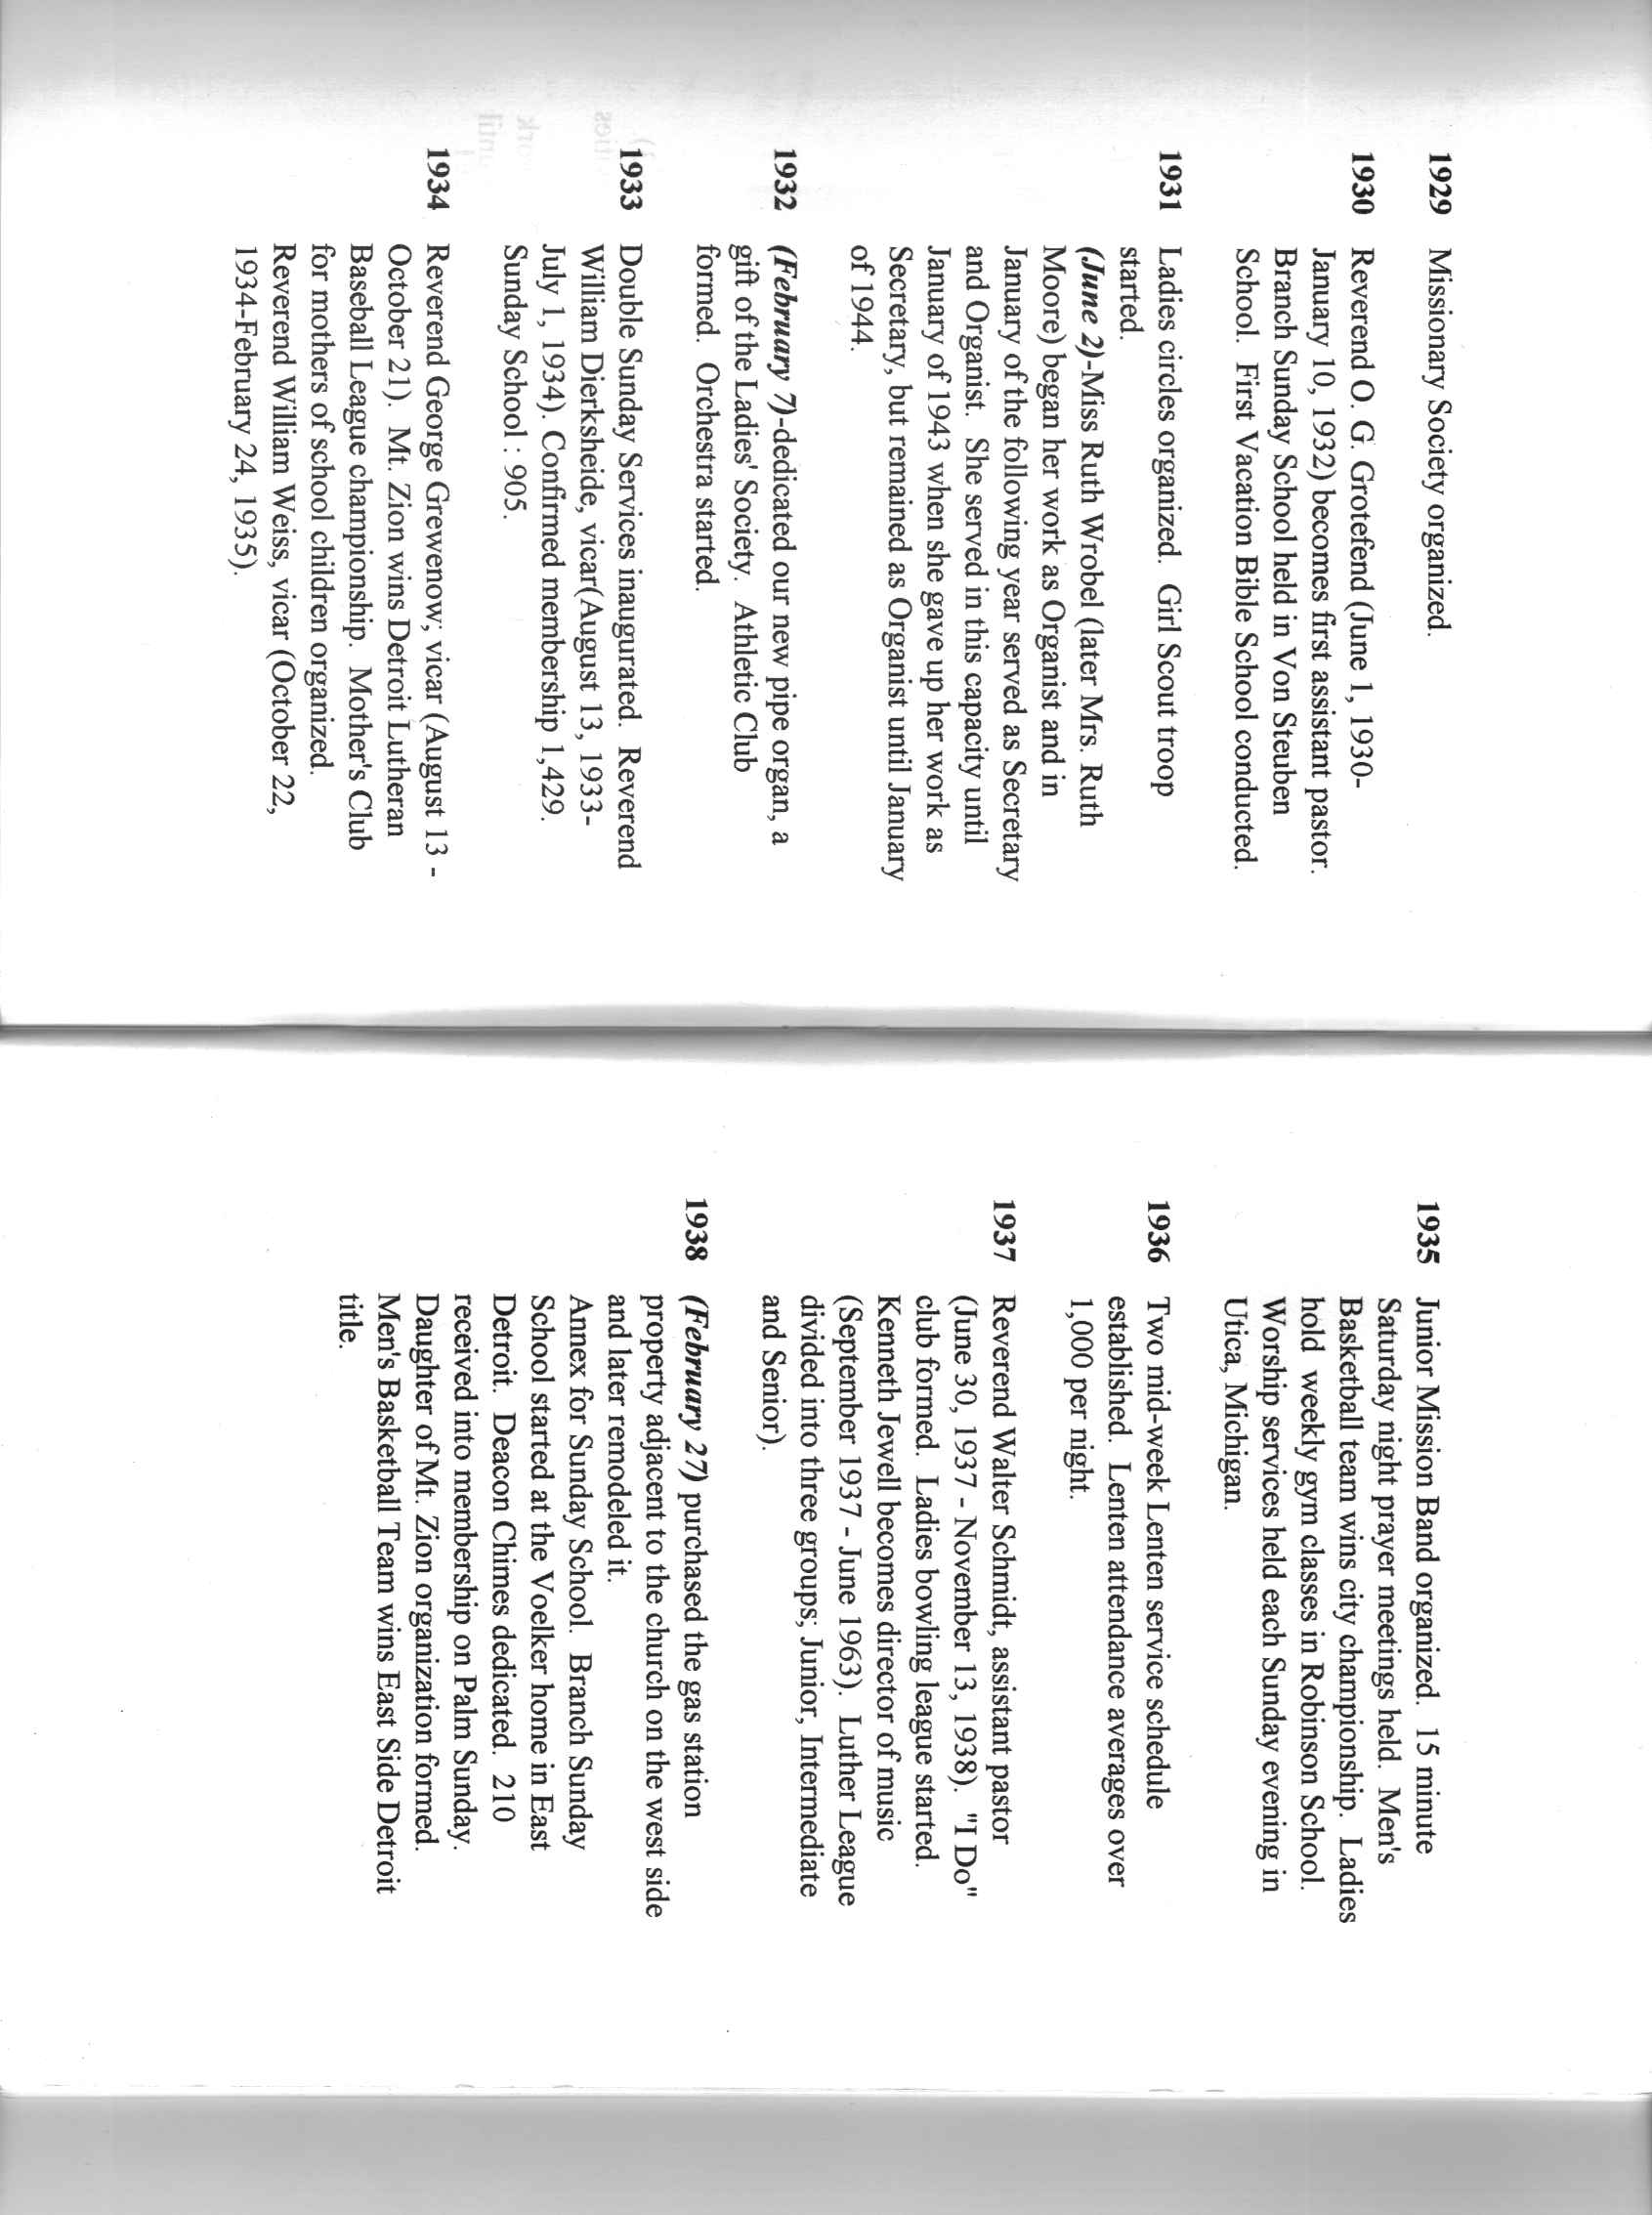 1929 Missionary Society organized.
1930 Reverend O. G. Grotefend (June 1, 1930-
January 10, 1932) becomes first assistant pastor.
Branch Sunday School held in Von Steuben
School. First Vacation Bible School conducted.
1931 Ladies circles organized. Girl Scout troop
started.
(June 2)-Miss Ruth Wrobel (later Mrs. Ruth
Moore) began her work as Organist and in
January of the following year served as Secretary
and Organist. She served in this capacity until
January of 1943 when she gave up her work as
Secretary, but remained as Organist until January
of 1944.
1932 (February 7)-dedicated our new pipe organ, a
gift of the Ladies' Society. Athletic Club
formed. Orchestra started.
1933 Double Sunday Services inaugurated. Reverend
William Dierksheide, vicar(August 13, 1933-
July 1, 1934). Confirmed membership 1,429.
Sunday School : 905.
1934 Reverend George Grewenow; vicar (August 13 -
October 21). Mt. Zion wins Detroit Lutheran
Baseball League championship. Mother's Club
for mothers of school children organized.
Reverend William Weiss, vicar (October 22,
1934-February 24, 1935).
1935 Junior Mission Band organized. 15 minute
Saturday night prayer meetings held. Men's
Basketball team wins city championship. Ladies
hold weekly gym classes in Robinson School.
Worship services held each Sunday evening in
Utica, Michigan.
1936 Two mid-week Lenten service schedule
established. Lenten attendance averages over
1,000 per night.
1937 Reverend Walter Schmidt, assistant pastor
(June 30, 1937 - November 13, 1938). "I Do"
club formed. Ladies bowling league started.
Kenneth Jewell becomes director of music
(September 1937 - June 1963). Luther League
divided into three groups; Junior, Intermediate
and Senior).
1938 (February 27) purchased the gas station
property adjacent to the church on the west side
and later remodeled it.
Annex for Sunday School. Branch Sunday
School started at the Voelker home in East
Detroit. Deacon Chimes dedicated. 210
received into membership on Palm Sunday.
Daughter of Mt. Zion organization formed.
Men's Basketball Team wins East Side Detroit
title.